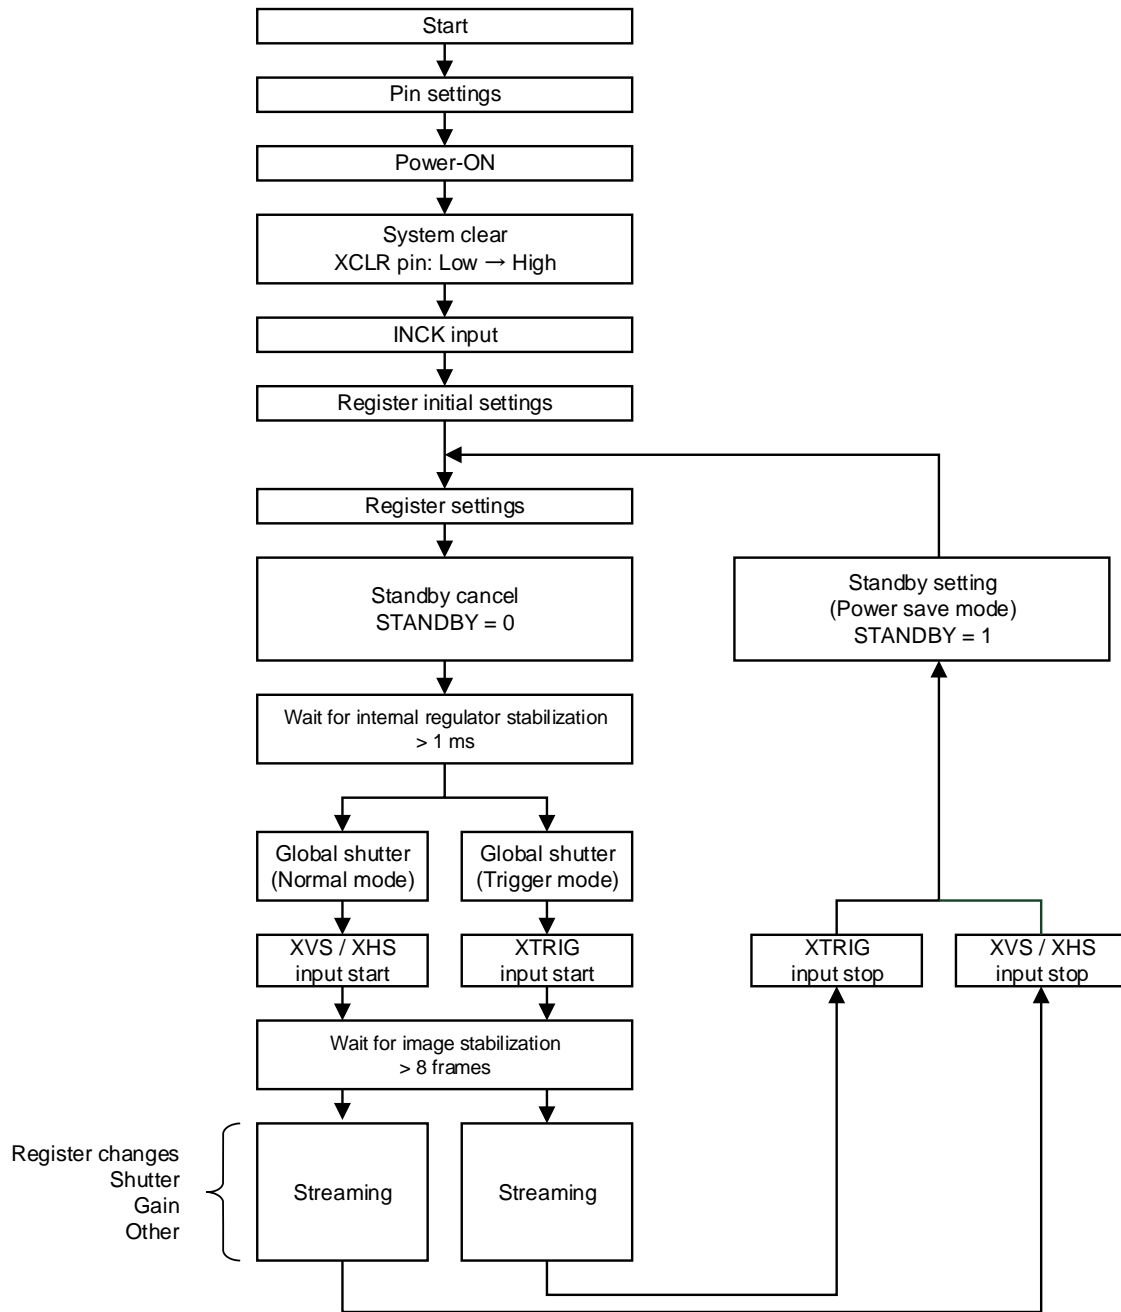 Start
Pin settings
Power-ON
System clear
XCLR pin: Low → High
INCK input
Register initial settings
Register settings
Standby cancel
STANDBY = 0
Standby setting
(Power save mode)
STANDBY = 1
Wait for internal regulator stabilization
> 1 ms
Global shutter
(Normal mode)
Global shutter
(Trigger mode)
XVS / XHS
input start
XTRIG
input start
XTRIG
input stop
XVS / XHS
input stop
Wait for image stabilization
> 8 frames
Register changes
Shutter
Gain
Other
Streaming
Streaming